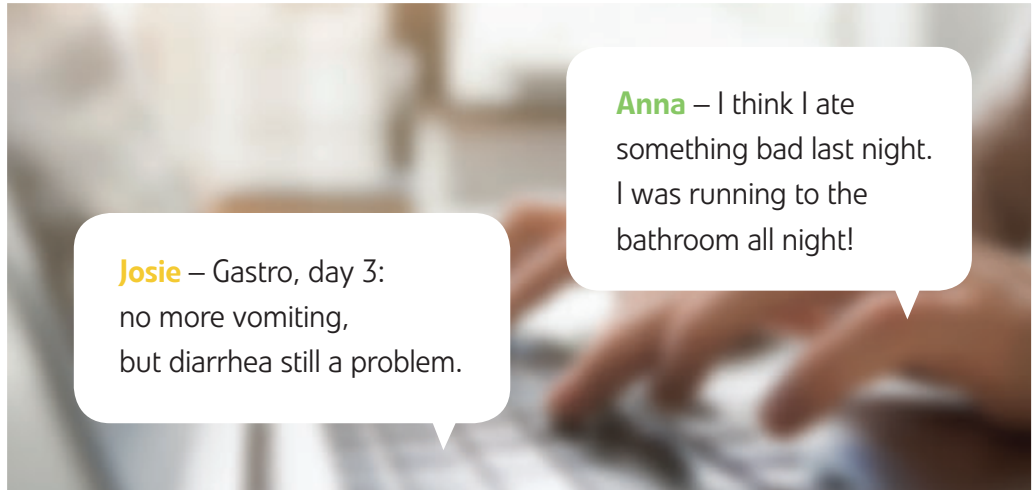 Anna – I think I ate
something bad last night.
I was running to the
bathroom all night!
Josie – Gastro, day 3:
no more vomiting,
but diarrhea still a problem.